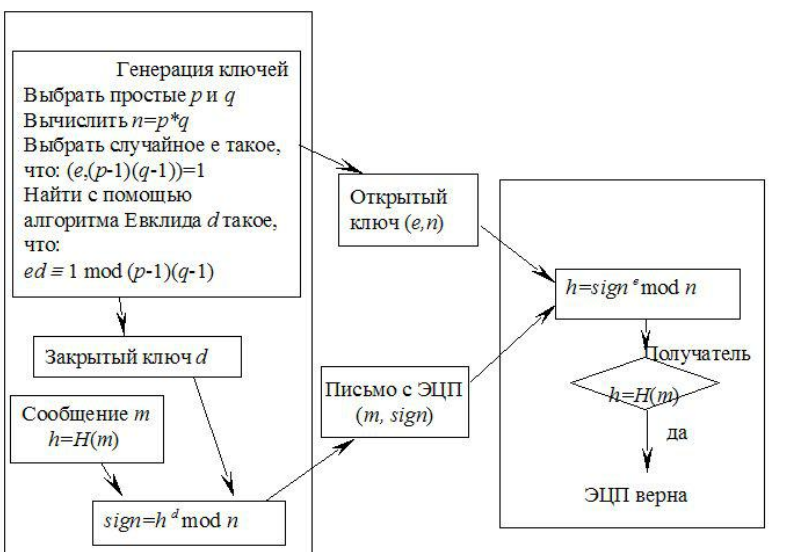 Генерация ключей
Выбрать простые p и q
Вычислить n=p*q
Выбрать случайное е такое,
что: (e,(p-1)(q-1))=1
Найти с помощью
алгоритма Евклида d такое,
что:
ed ≡ 1 mod (p-1)(q-1)
Закрытый ключ d
Сообщение m
h=H(m)
sign=h^d mod n
Открытый
ключ (e,n)
Письмо с ЭЦП
(m, sign)
h=sign^e mod n
Получатель
h=H(m)
да
ЭЦП верна